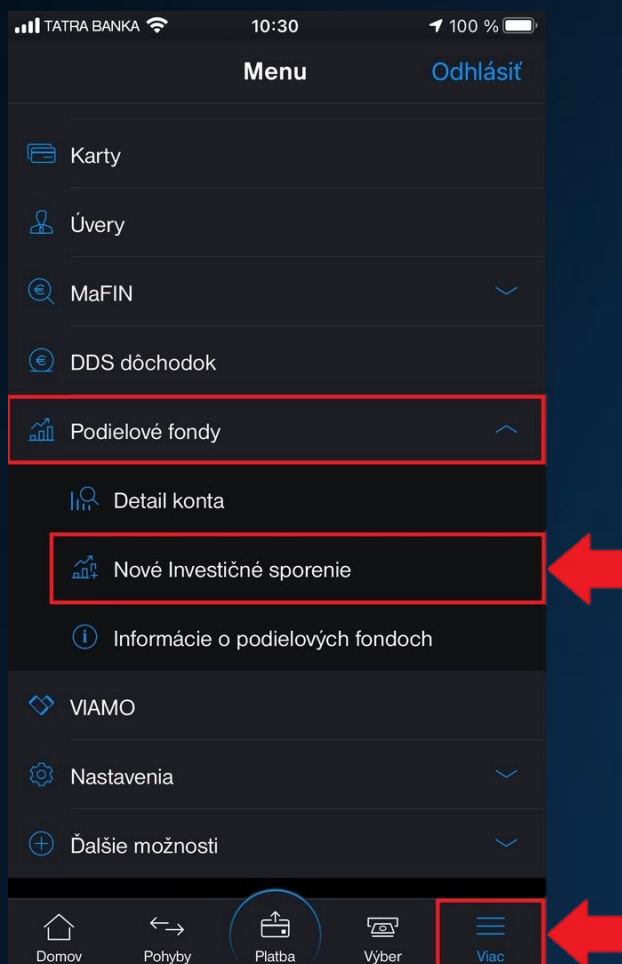 TATRA BANKA 10:30 100 %
Menu Odhlásiť
Karty
Úvery
MaFIN
DDS dôchodok
Podielové fondy
Detail konta
Nové Investičné sporenie
Informácie o podielových fondoch
VIAMO
Nastavenia
Ďalšie možnosti
Domov Pohyby Platba Výber Viac